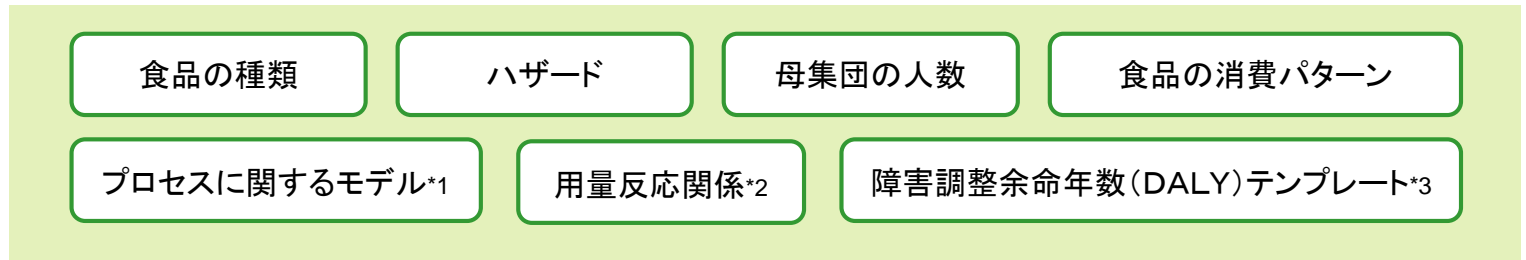 食品の種類 ハザード 母集団の人数 食品の消費パターン
プロセスに関するモデル*1 用量反応関係*2 障害調整余命年数(DALY)テンプレート*3